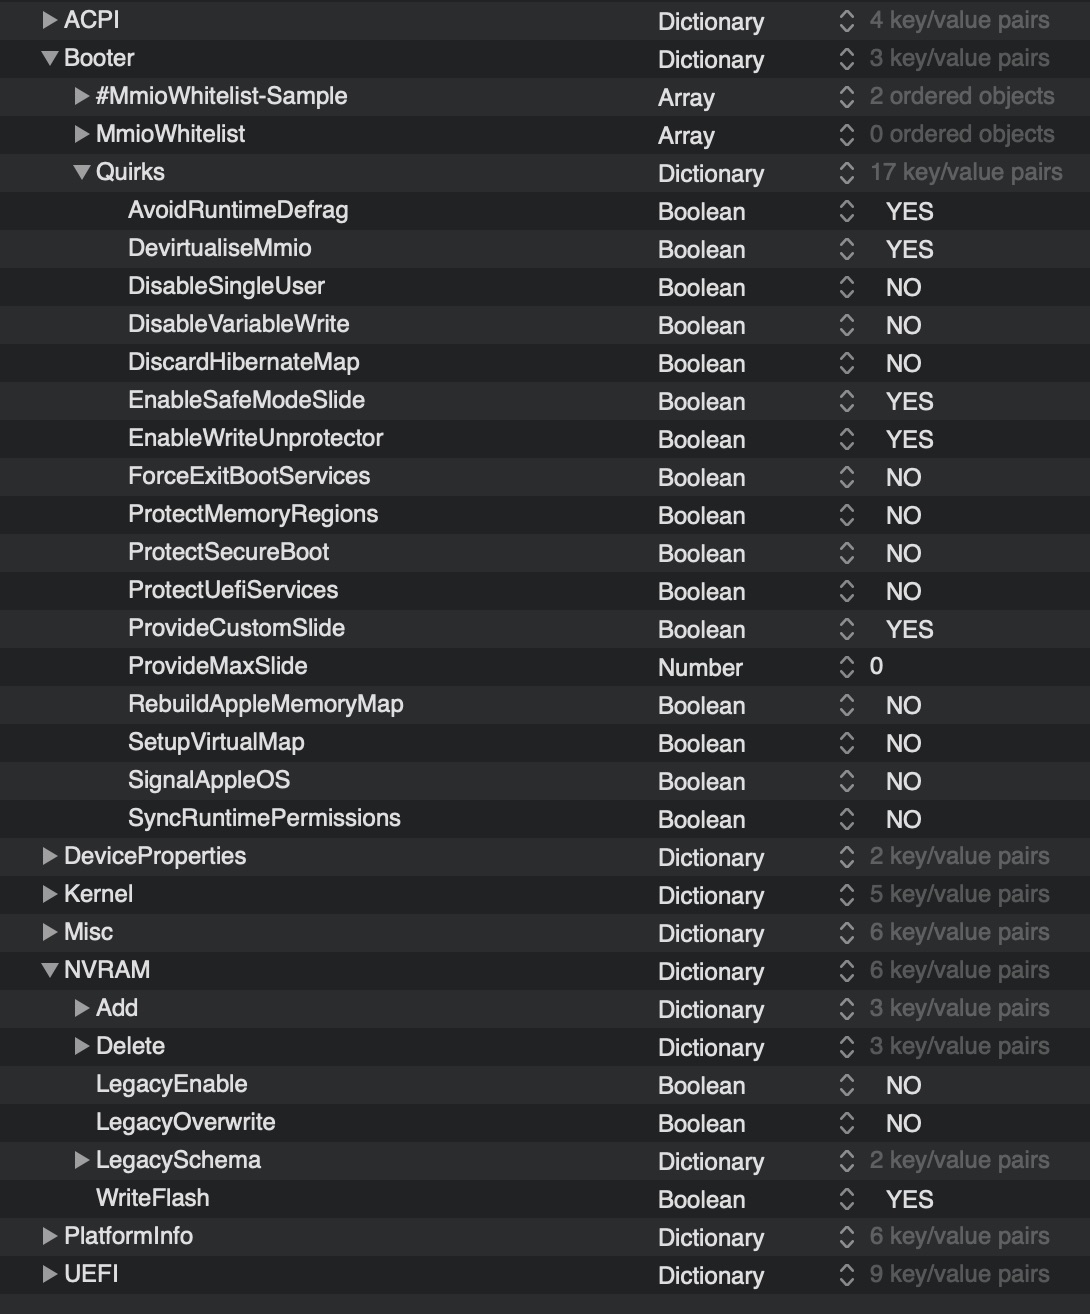 ACPI Dictionary 4 key/value pairs
Booter Dictionary 3 key/value pairs
#MmioWhitelist-Sample Array 2 ordered objects
MmioWhitelist Array 0 ordered objects
Quirks Dictionary 17 key/value pairs
AvoidRuntimeDefrag Boolean YES
DevirtualiseMmio Boolean YES
DisableSingleUser Boolean NO
DisableVariableWrite Boolean NO
DiscardHibernateMap Boolean NO
EnableSafeModeSlide Boolean YES
EnableWriteUnprotector Boolean YES
ForceExitBootServices Boolean NO
ProtectMemoryRegions Boolean NO
ProtectSecureBoot Boolean NO
ProtectUefiServices Boolean NO
ProvideCustomSlide Boolean YES
ProvideMaxSlide Number 0
RebuildAppleMemoryMap Boolean NO
SetupVirtualMap Boolean NO
SignalAppleOS Boolean NO
SyncRuntimePermissions Boolean NO
DeviceProperties Dictionary 2 key/value pairs
Kernel Dictionary 5 key/value pairs
Misc Dictionary 6 key/value pairs
NVRAM Dictionary 6 key/value pairs
Add Dictionary 3 key/value pairs
Delete Dictionary 3 key/value pairs
LegacyEnable Boolean NO
LegacyOverwrite Boolean NO
LegacySchema Dictionary 2 key/value pairs
WriteFlash Boolean YES
PlatformInfo Dictionary 6 key/value pairs
UEFI Dictionary 9 key/value pairs